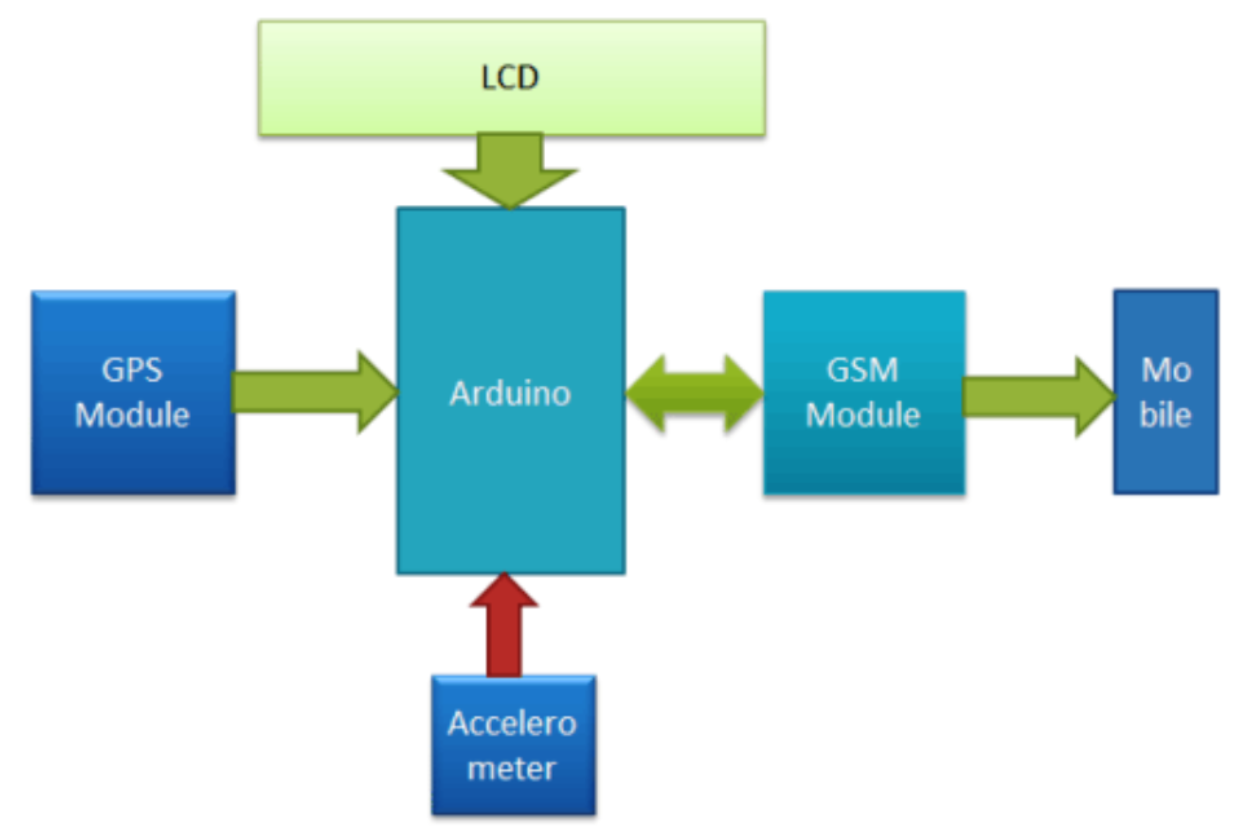 LCD
GPS
Module
Arduino
GSM
Module
Mo
bile
Accelero
meter